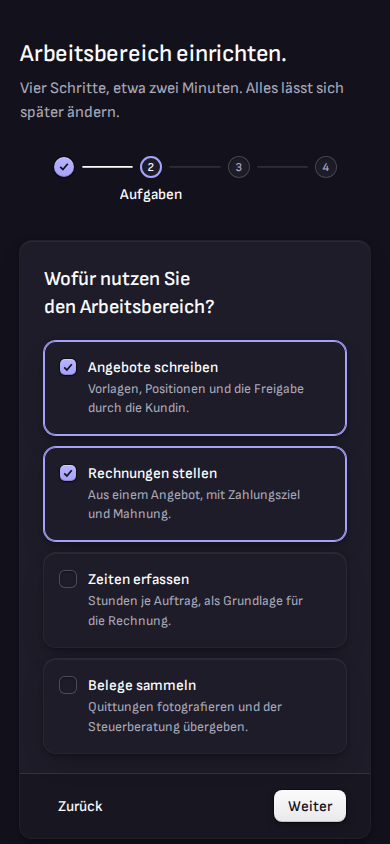 Arbeitsbereich einrichten.
Vier Schritte, etwa zwei Minuten. Alles lässt sich
später ändern.
2
3
4
Aufgaben
Wofür nutzen Sie
den Arbeitsbereich?
Angebote schreiben
Vorlagen, Positionen und die Freigabe
durch die Kundin.
Rechnungen stellen
Aus einem Angebot, mit Zahlungsziel
und Mahnung.
Zeiten erfassen
Stunden je Auftrag, als Grundlage für
die Rechnung.
Belege sammeln
Quittungen fotografieren und der
Steuerberatung übergeben.
Zurück
Weiter